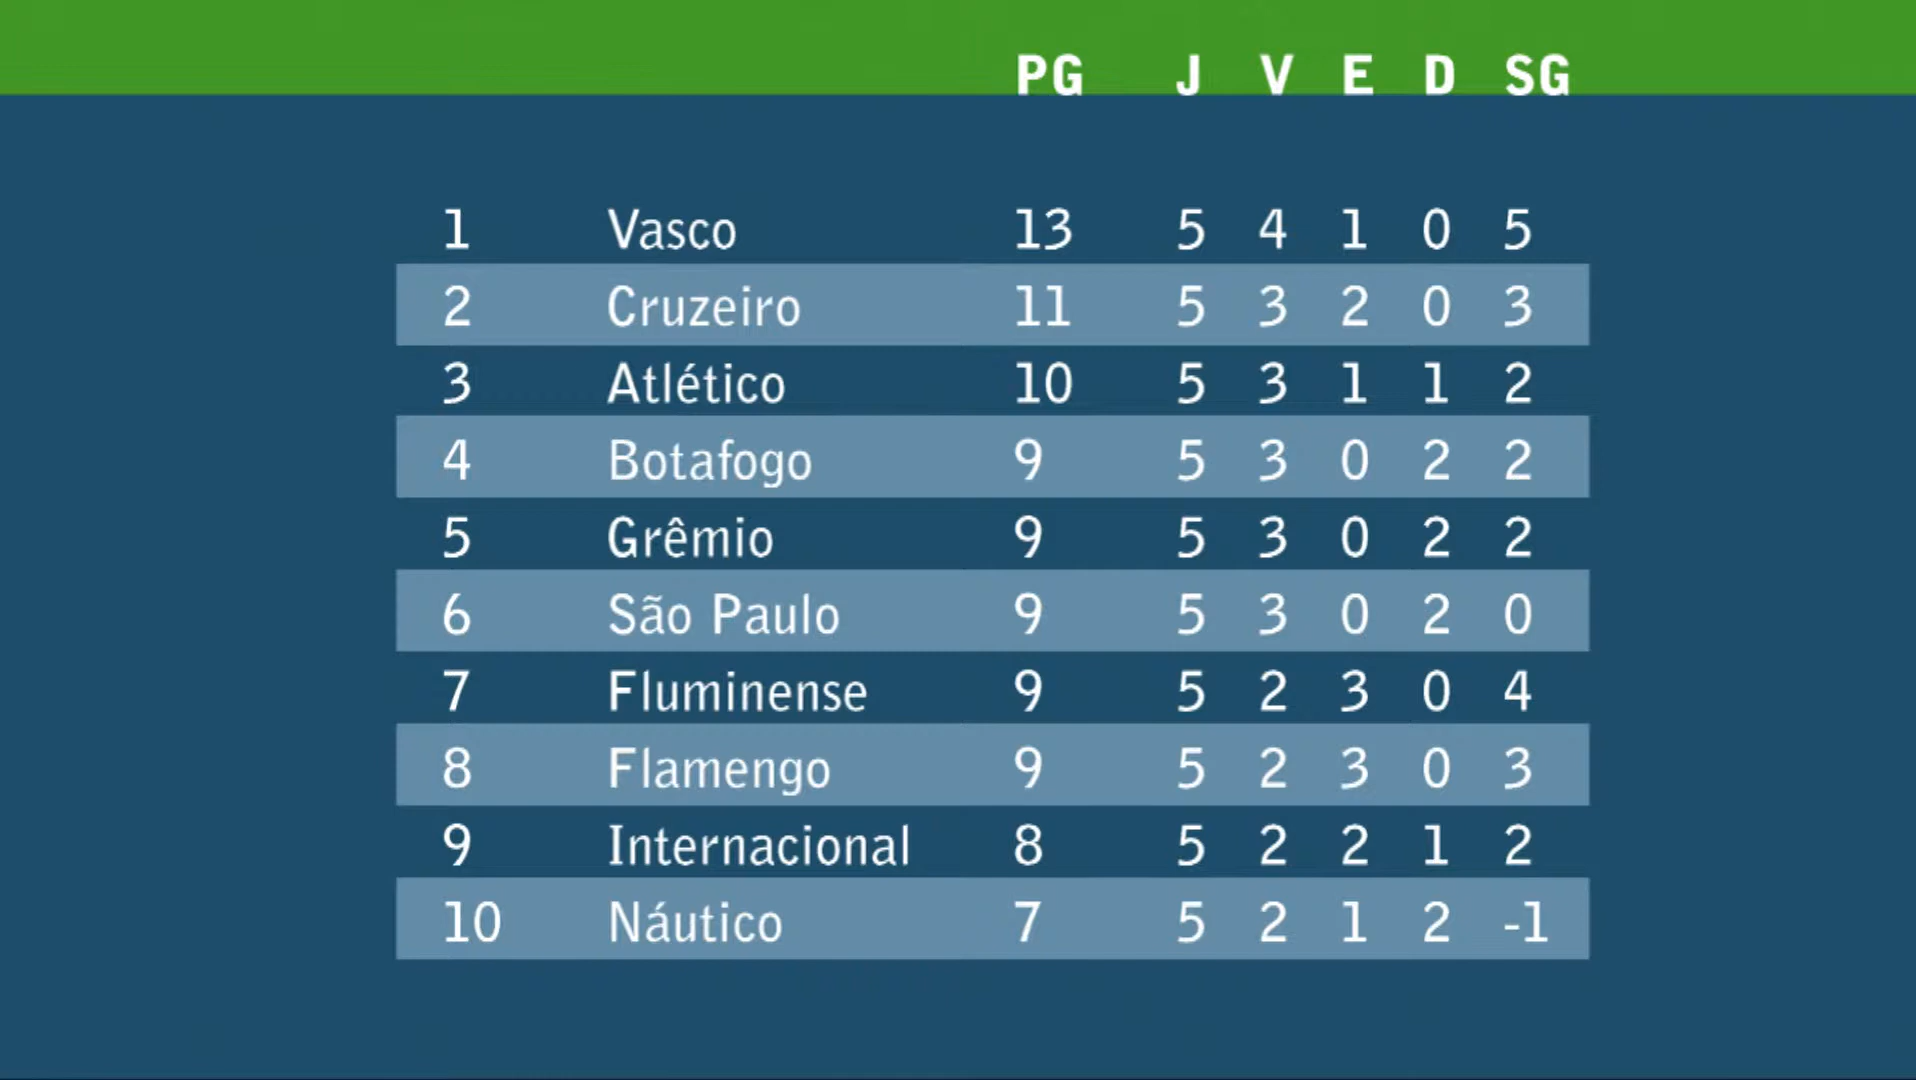 PG J V E D SG
1 Vasco 13 5 4 1 0 5
2 Cruzeiro 11 5 3 2 0 3
3 Atlético 10 5 3 1 1 2
4 Botafogo 9 5 3 0 2 2
5 Grêmio 9 5 3 0 2 2
6 São Paulo 9 5 3 0 2 0
7 Fluminense 9 5 2 3 0 4
8 Flamengo 9 5 2 3 0 3
9 Internacional 8 5 2 2 1 2
10 Náutico 7 5 2 1 2 -1